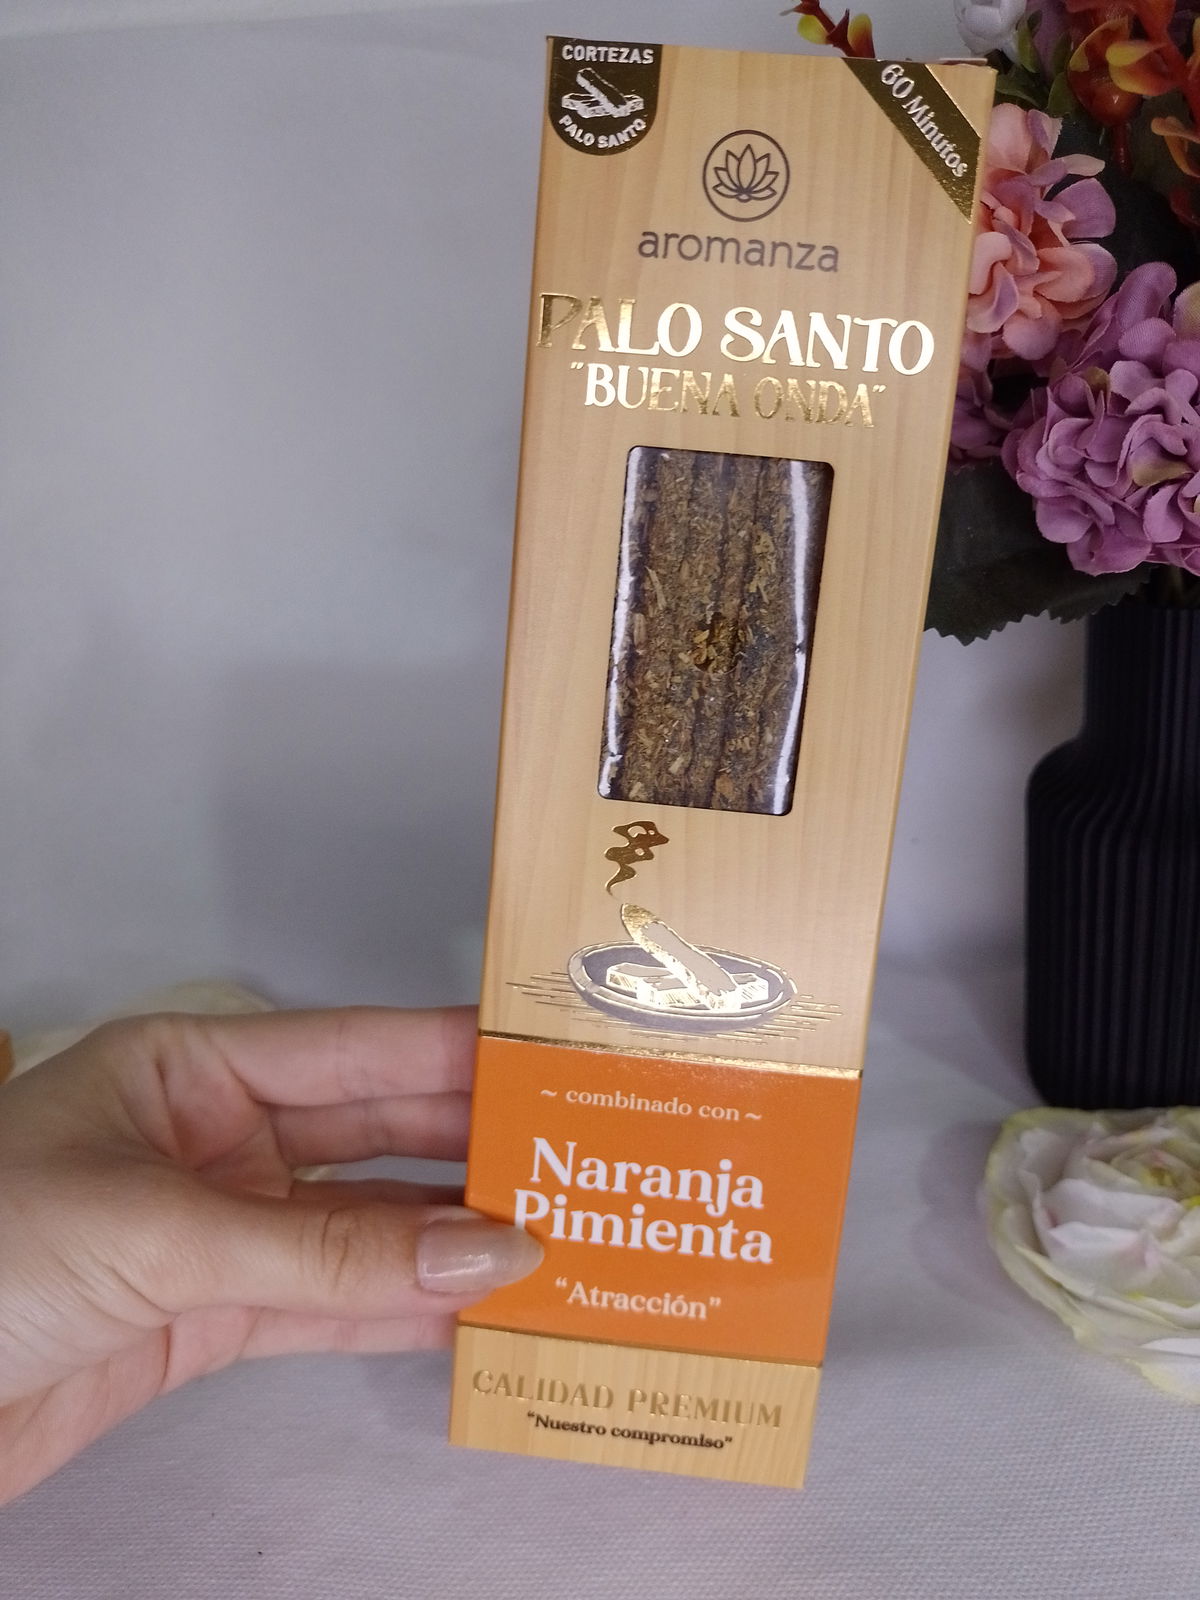 CORTEZAS
PALO SANTO
60 Minutos
aromanza
PALO SANTO
"BUENA ONDA"
~ combinado con ~
Naranja
Pimienta
"Atracción"
CALIDAD PREMIUM
"Nuestro compromiso"